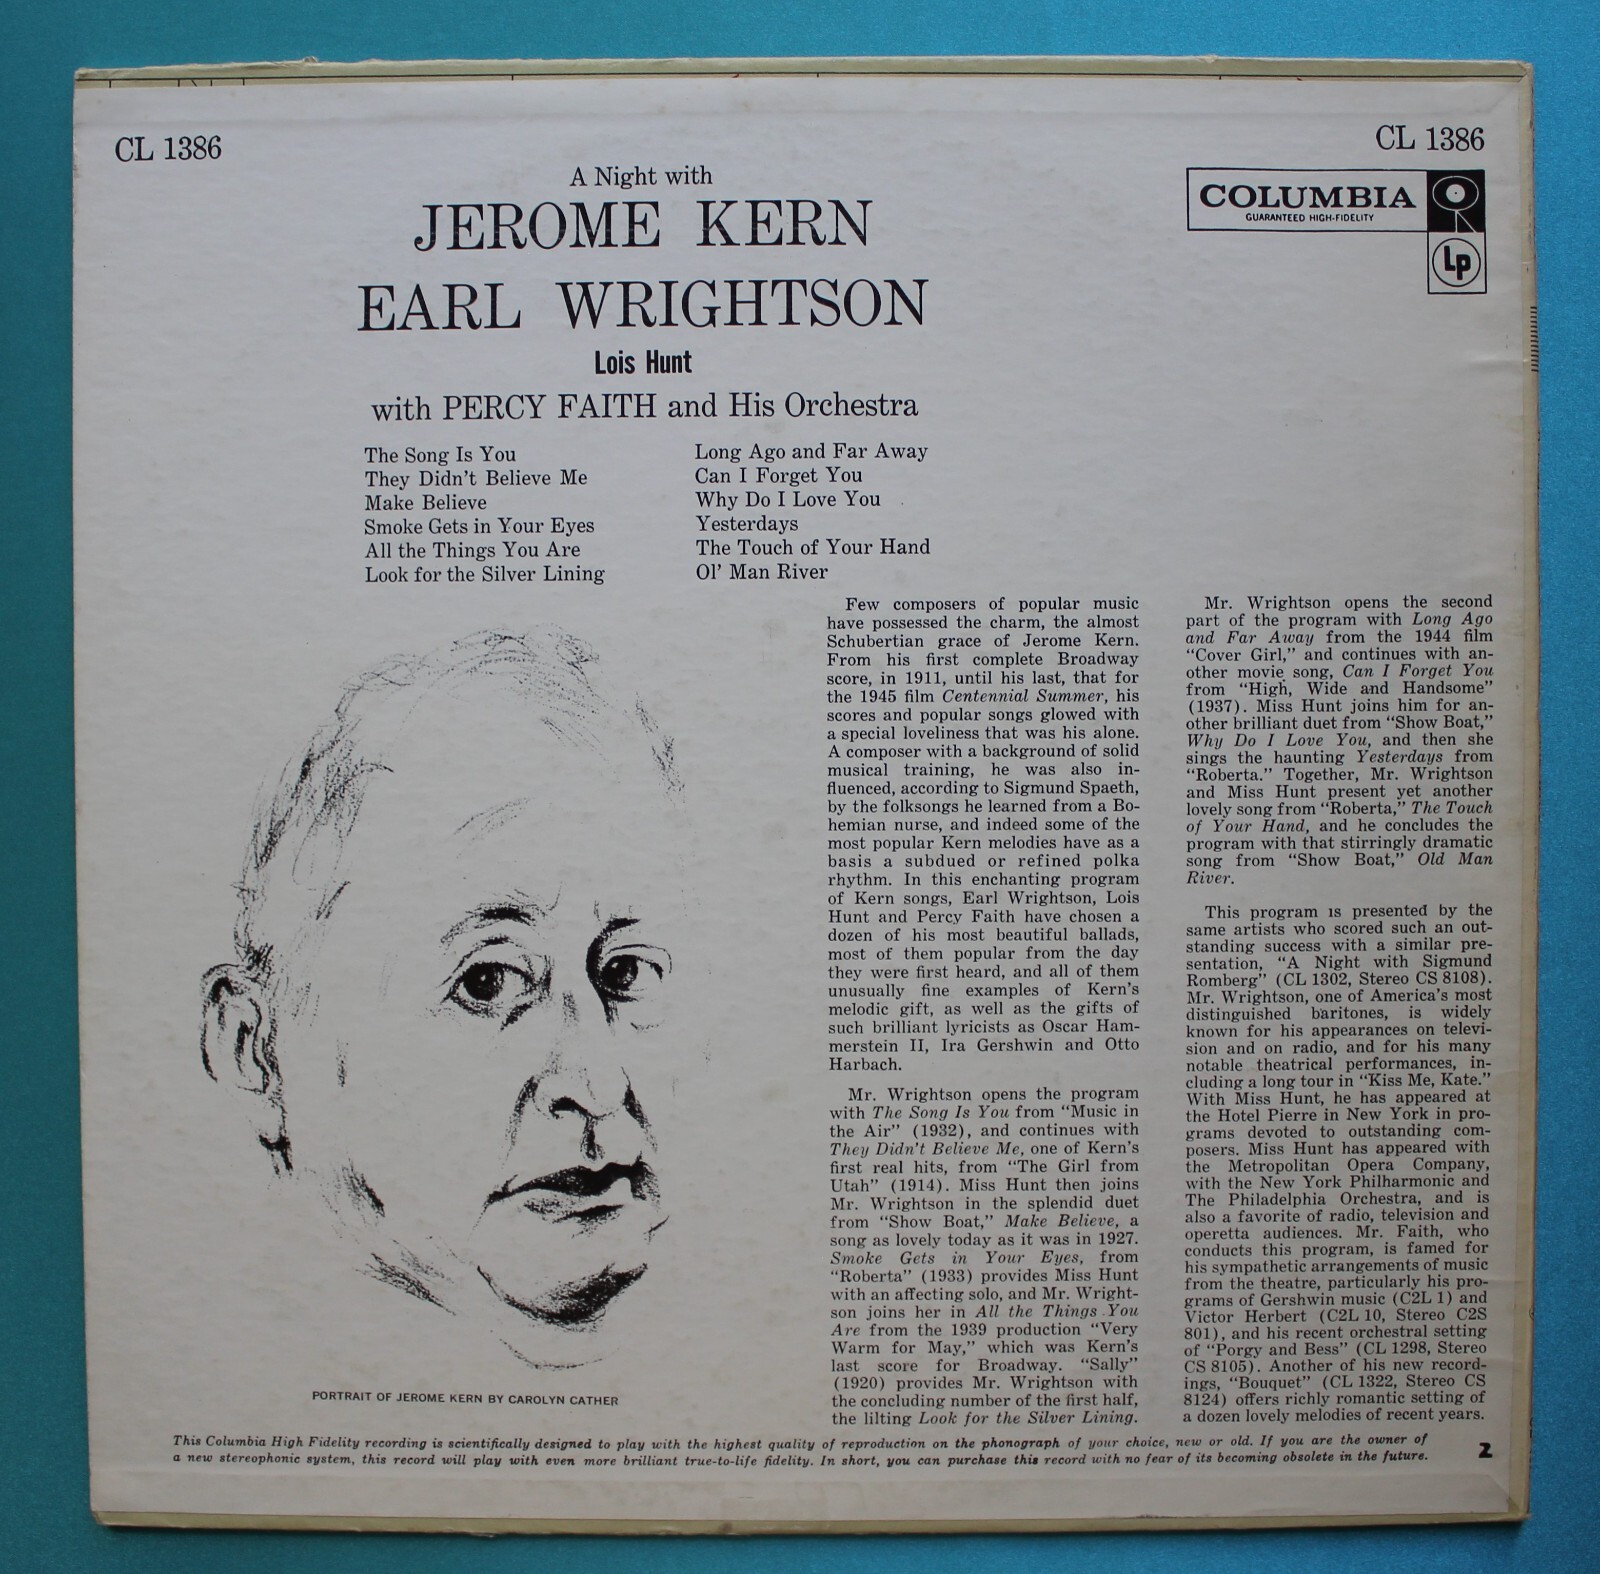 CL 1386
CL 1386
COLUMBIA
GUARANTEED HIGH-FIDELITY
Lp
A Night with
JEROME KERN
EARL WRIGHTSON
Lois Hunt
with PERCY FAITH and His Orchestra
The Song Is You
They Didn't Believe Me
Make Believe
Smoke Gets in Your Eyes
All the Things You Are
Look for the Silver Lining
Long Ago and Far Away
Can I Forget You
Why Do I Love You
Yesterdays
The Touch of Your Hand
Ol' Man River
PORTRAIT OF JEROME KERN BY CAROLYN CATHER
Few composers of popular music
have possessed the charm, the almost
Schubertian grace of Jerome Kern.
From his first complete Broadway
score, in 1911, until his last, that for
the 1945 film Centennial Summer, his
scores and popular songs glowed with
a special loveliness that was his alone.
A composer with a background of solid
musical training, he was also in-
fluenced, according to Sigmund Spaeth,
by the folksongs he learned from a Bo-
hemian nurse, and indeed some of the
most popular Kern melodies have as a
basis a subdued or refined polka
rhythm. In this enchanting program
of Kern songs, Earl Wrightson, Lois
Hunt and Percy Faith have chosen a
dozen of his most beautiful ballads,
most of them popular from the day
they were first heard, and all of them
unusually fine examples of Kern's
melodic gift, as well as the gifts of
such brilliant lyricists as Oscar Ham-
merstein II, Ira Gershwin and Otto
Harbach.
Mr. Wrightson opens the program
with The Song Is You from "Music in
the Air" (1932), and continues with
They Didn't Believe Me, one of Kern's
first real hits, from "The Girl from
Utah" (1914). Miss Hunt then joins
Mr. Wrightson in the splendid duet
from "Show Boat," Make Believe, a
song as lovely today as it was in 1927.
Smoke Gets in Your Eyes, from
"Roberta" (1933) provides Miss Hunt
with an affecting solo, and Mr. Wright-
son joins her in All the Things You
Are from the 1939 production "Very
Warm for May," which was Kern's
last score for Broadway. "Sally"
(1920) provides Mr. Wrightson with
the concluding number of the first half,
the lilting Look for the Silver Lining.
Mr. Wrightson opens the second
part of the program with Long Ago
and Far Away from the 1944 film
"Cover Girl," and continues with an-
other movie song, Can I Forget You
from "High, Wide and Handsome"
(1937). Miss Hunt joins him for an-
other brilliant duet from "Show Boat,"
Why Do I Love You, and then she
sings the haunting Yesterdays from
"Roberta." Together, Mr. Wrightson
and Miss Hunt present yet another
lovely song from "Roberta," The Touch
of Your Hand, and he concludes the
program with that stirringly dramatic
song from "Show Boat," Old Man
River.
This program is presented by the
same artists who scored such an out-
standing success with a similar pre-
sentation, "A Night with Sigmund
Romberg" (CL 1302, Stereo CS 8108).
Mr. Wrightson, one of America's most
distinguished baritones, is widely
known for his appearances on televi-
sion and on radio, and for his many
notable theatrical performances, in-
cluding a long tour in "Kiss Me, Kate."
With Miss Hunt, he has appeared at
the Hotel Pierre in New York in pro-
grams devoted to outstanding com-
posers. Miss Hunt has appeared with
the Metropolitan Opera Company,
with the New York Philharmonic and
The Philadelphia Orchestra, and is
also a favorite of radio, television and
operetta audiences. Mr. Faith, who
conducts this program, is famed for
his sympathetic arrangements of music
from the theatre, particularly his pro-
grams of Gershwin music (C2L 1) and
Victor Herbert (C2L 10, Stereo C2S
801), and his recent orchestral setting
of "Porgy and Bess" (CL 1298, Stereo
CS 8105). Another of his new record-
ings, "Bouquet" (CL 1322, Stereo CS
8124) offers richly romantic setting of
a dozen lovely melodies of recent years.
This Columbia High Fidelity recording is scientifically designed to play with the highest quality of reproduction on the phonograph of your choice, new or old. If you are the owner of
a new stereophonic system, this record will play with even more brilliant true-to-life fidelity. In short, you can purchase this record with no fear of its becoming obsolete in the future.
2